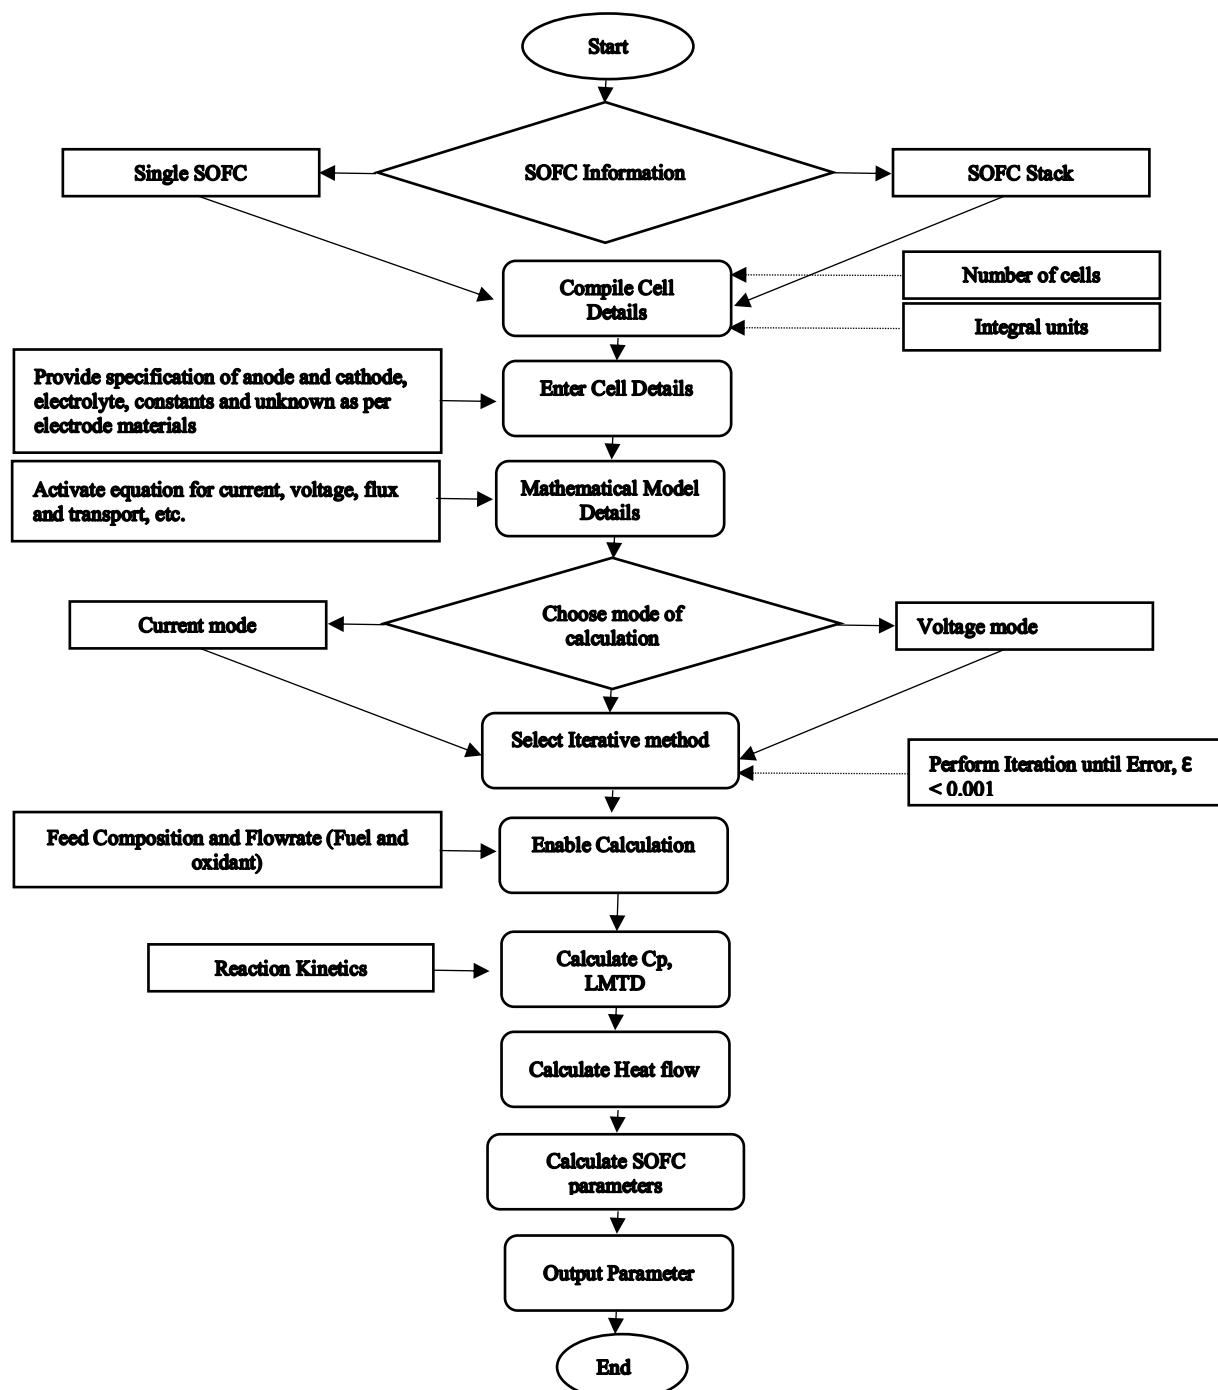 Start
Single SOFC
SOFC Information
SOFC Stack
Compile Cell
Details
Number of cells
Integral units
Provide specification of anode and cathode,
electrolyte, constants and unknown as per
electrode materials
Enter Cell Details
Activate equation for current, voltage, flux
and transport, etc.
Mathematical Model
Details
Current mode
Choose mode of
calculation
Voltage mode
Select Iterative method
Perform Iteration until Error, ε
< 0.001
Feed Composition and Flowrate (Fuel and
oxidant)
Enable Calculation
Reaction Kinetics
Calculate Cp,
LMTD
Calculate Heat flow
Calculate SOFC
parameters
Output Parameter
End